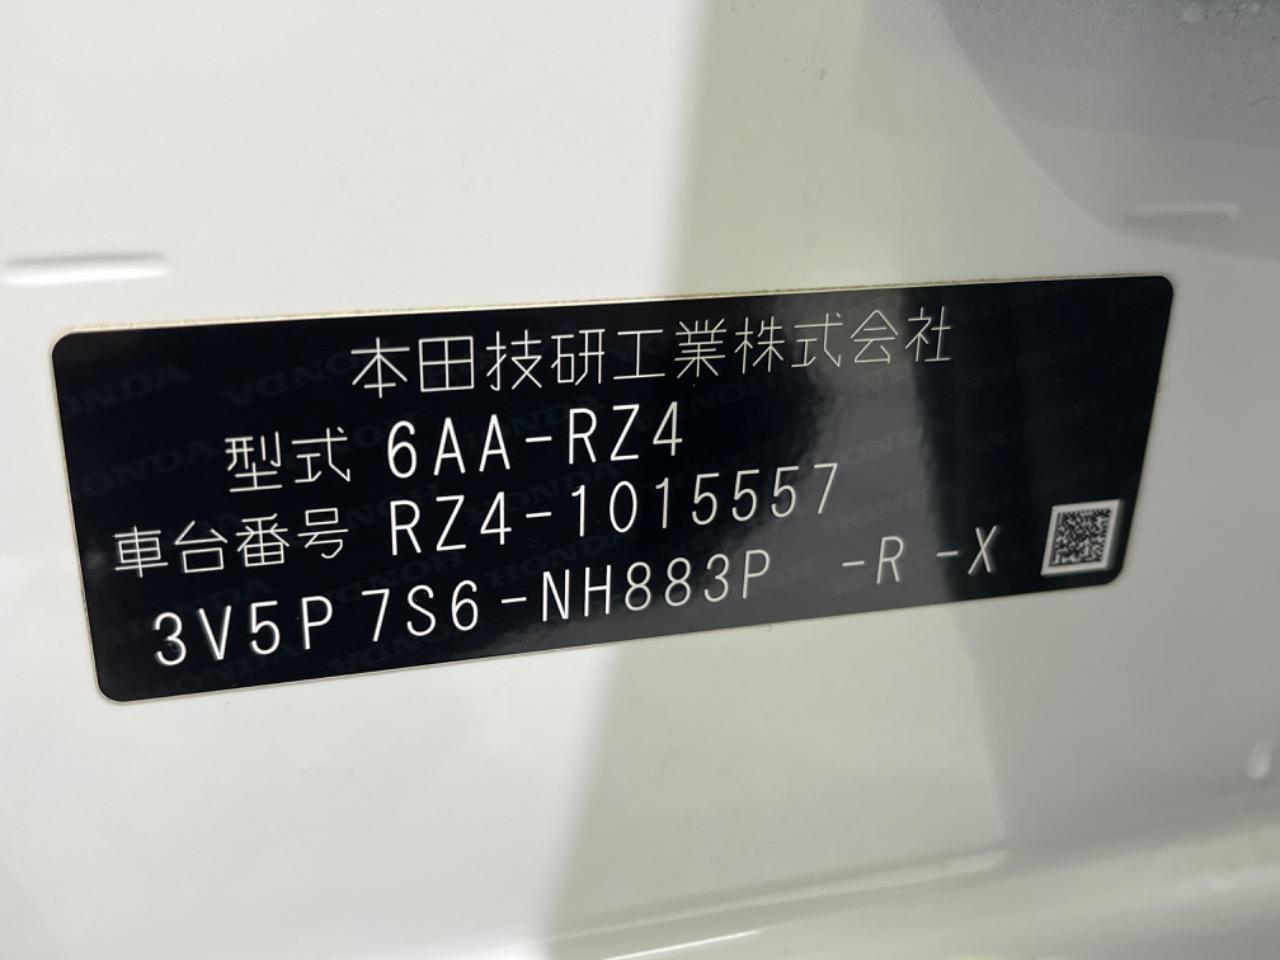 本田技研工業株式会社
型式 6AA-RZ4
車台番号 RZ4-1015557
3V5P 7S6-NH883P -R -X